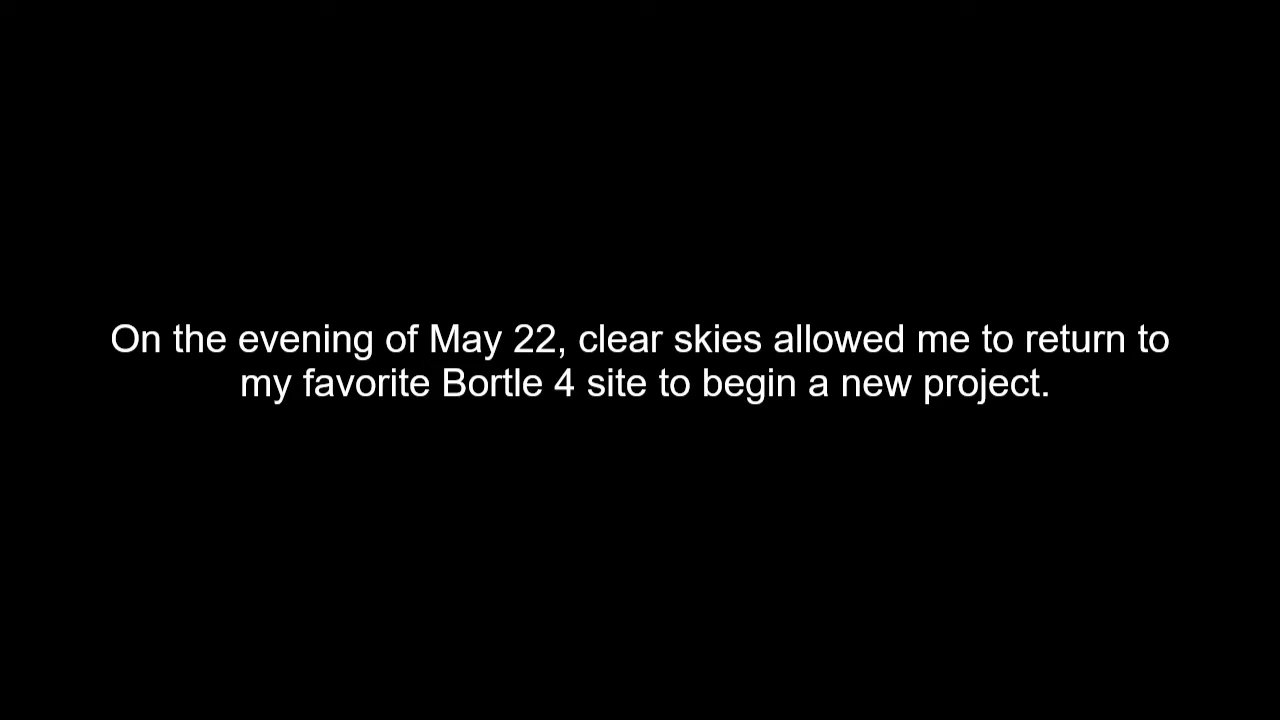 On the evening of May 22, clear skies allowed me to return to
my favorite Bortle 4 site to begin a new project.